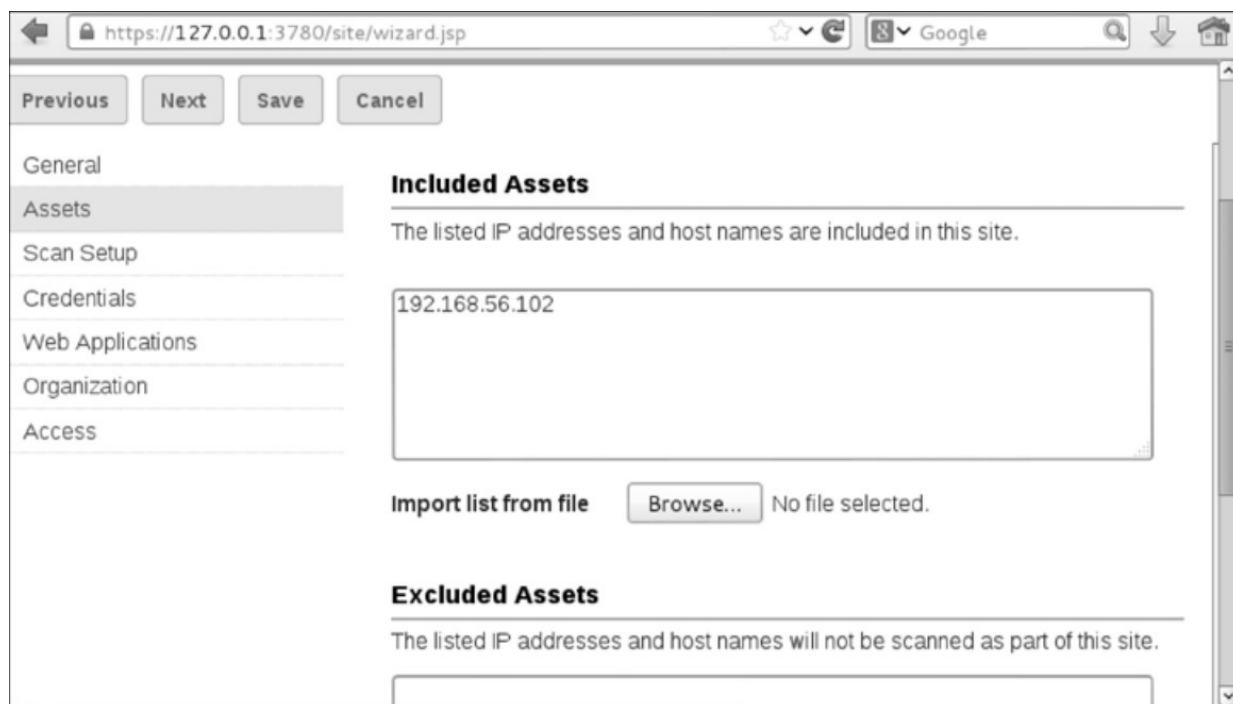 https://127.0.0.1:3780/site/wizard.jsp
Google
Previous Next Save Cancel
General
Assets
Scan Setup
Credentials
Web Applications
Organization
Access
Included Assets
The listed IP addresses and host names are included in this site.
192.168.56.102
Import list from file Browse... No file selected.
Excluded Assets
The listed IP addresses and host names will not be scanned as part of this site.